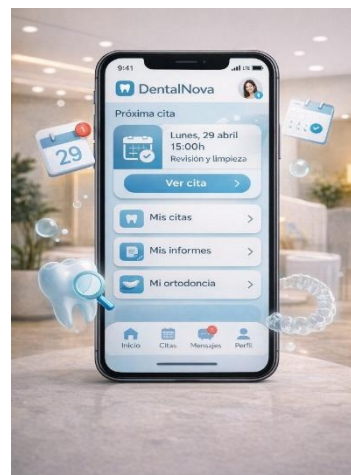 9:41
DentalNova
Próxima cita
Lunes, 29 abril
15:00h
Revisión y limpieza
Ver cita
29
Mis citas
Mis informes
Mi ortodoncia
Inicio Citas Mensajes Perfil